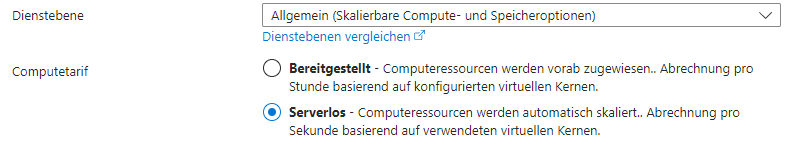 Dienstebene
Allgemein (Skalierbare Compute- und Speicheroptionen)
Dienstebenen vergleichen
Computetarif
Bereitgestellt - Computeressourcen werden vorab zugewiesen.. Abrechnung pro
Stunde basierend auf konfigurierten virtuellen Kernen.
Serverlos - Computeressourcen werden automatisch skaliert.. Abrechnung pro
Sekunde basierend auf verwendeten virtuellen Kernen.